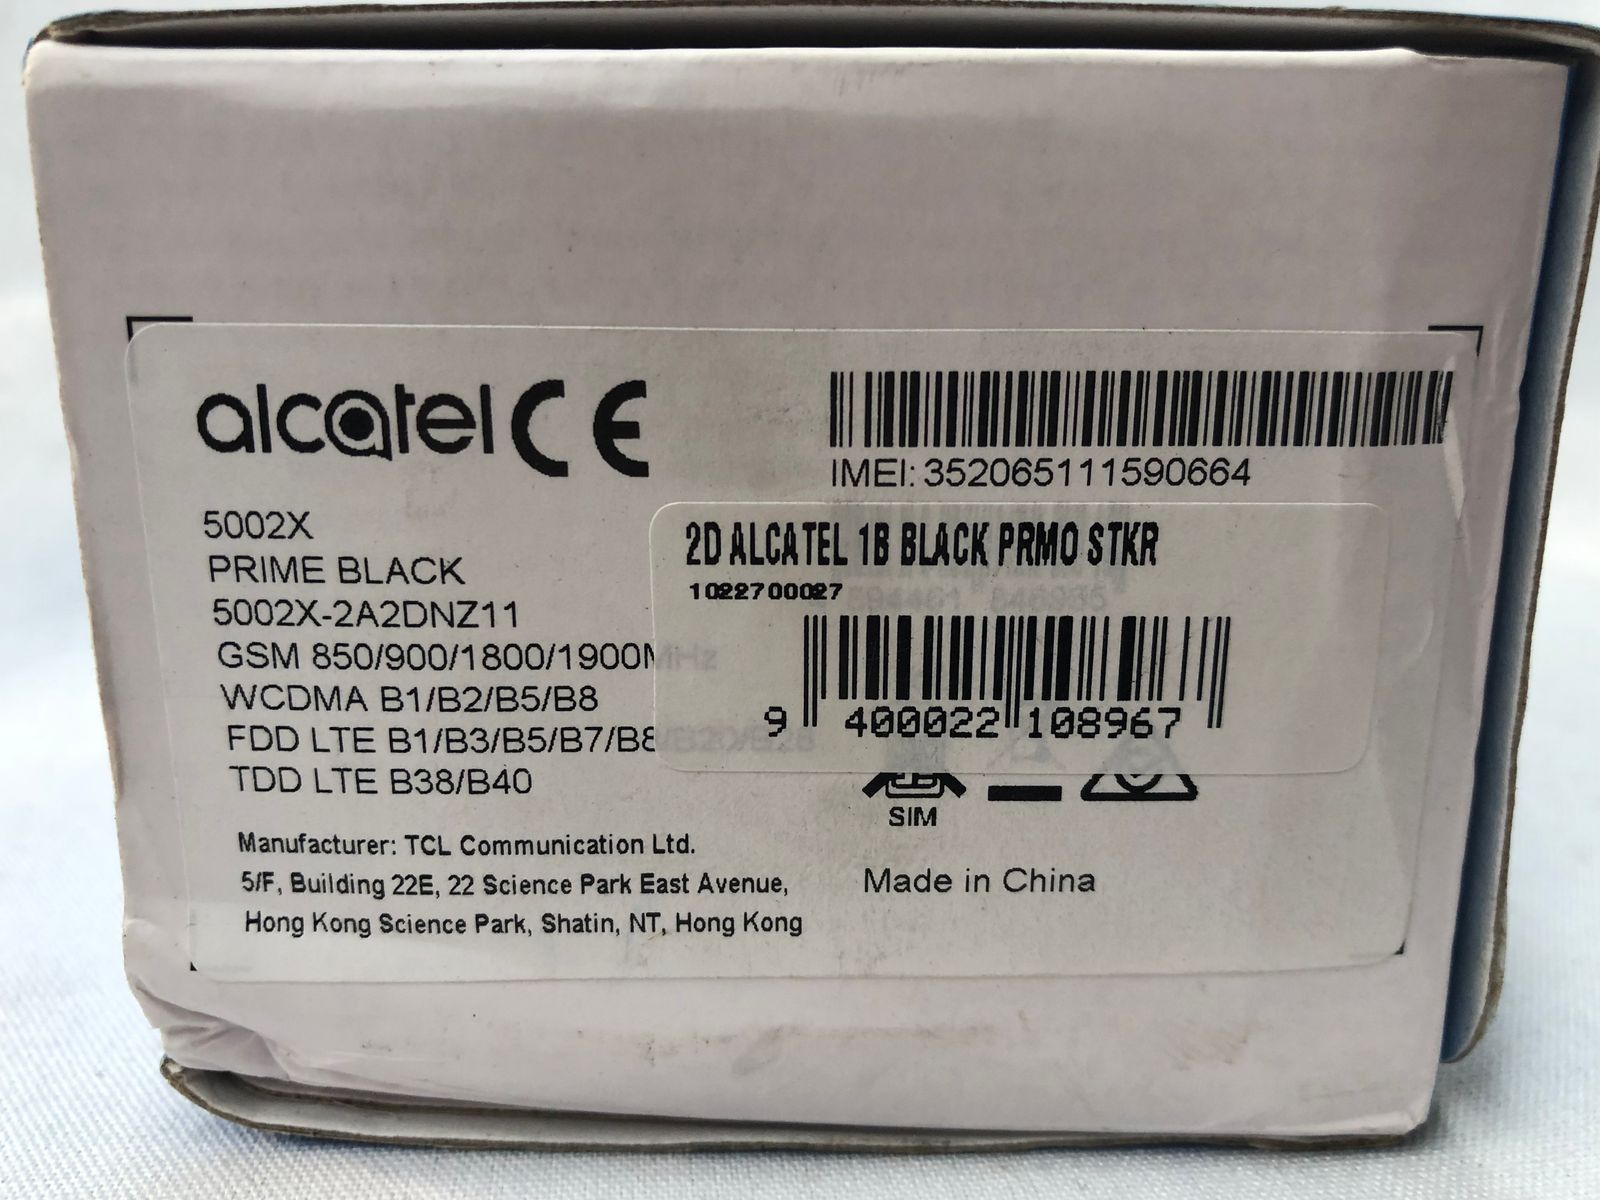 alcatel CE
IMEI: 352065111590664
5002X
PRIME BLACK
5002X-2A2DNZ11
GSM 850/900/1800/1900MHz
WCDMA B1/B2/B5/B8
FDD LTE B1/B3/B5/B7/B8
TDD LTE B38/B40
2D ALCATEL 1B BLACK PRMO STKR
1022700027
9 400022 108967
SIM
Manufacturer: TCL Communication Ltd.
5/F, Building 22E, 22 Science Park East Avenue,
Hong Kong Science Park, Shatin, NT, Hong Kong
Made in China